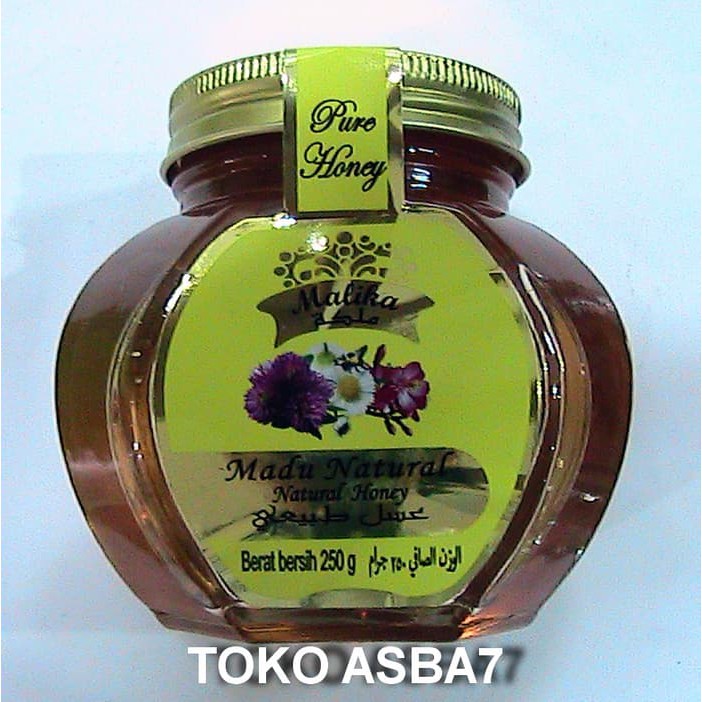 Pure
Honey
Malika
ملكة
Madu Natural
Natural Honey
عسل طبيعي
Berat bersih 250 g الوزن الصافي ٢٥٠ جرام
TOKO ASBA7